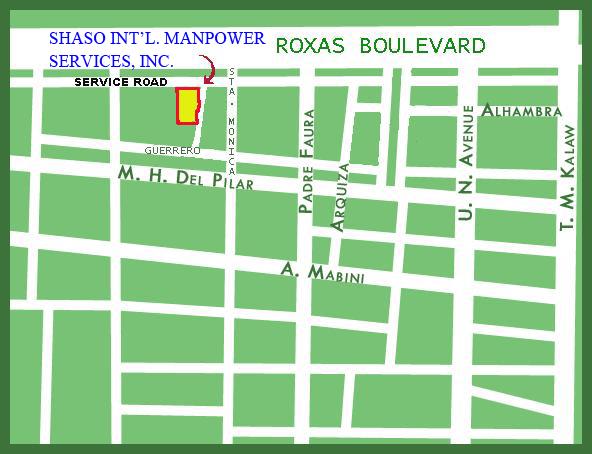 SHASO INT'L. MANPOWER
SERVICES, INC.
ROXAS BOULEVARD
SERVICE ROAD
STA. MONICA
ALHAMBRA
GUERRERO
M. H. DEL PILAR
PADRE FAURA
ARQUIZA
U. N. AVENUE
T. M. KALAW
A. MABINI